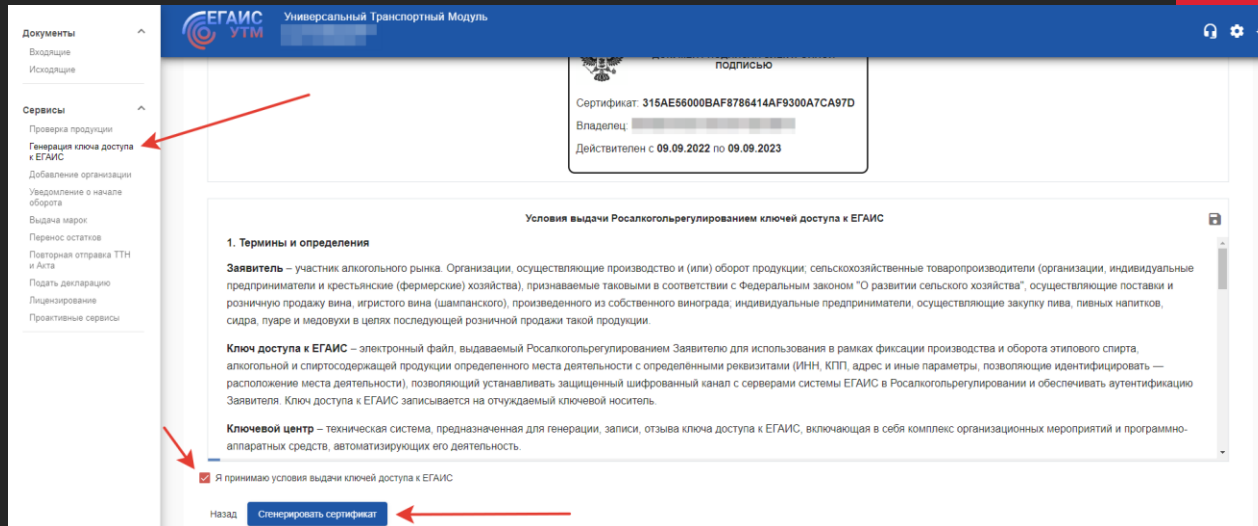 Документы
Входящие
Исходящие
Сервисы
Проверка продукции
Генерация ключа доступа
к ЕГАИС
Добавление организации
Уведомление о начале
оборота
Выдача марок
Перенос остатков
Повторная отправка ТТН
и Акта
Подать декларацию
Лицензирование
Проактивные сервисы
ЕГАИС
УТМ
Универсальный Транспортный Модуль
ПОДПИСЬЮ
Сертификат: 315AE56000BAF8786414AF9300A7CA97D
Владелец:
Действителен с 09.09.2022 по 09.09.2023
Условия выдачи Росалкогольрегулированием ключей доступа к ЕГАИС
1. Термины и определения
Заявитель – участник алкогольного рынка. Организации, осуществляющие производство и (или) оборот продукции; сельскохозяйственные товаропроизводители (организации, индивидуальные
предприниматели и крестьянские (фермерские) хозяйства), признаваемые таковыми в соответствии с Федеральным законом "О развитии сельского хозяйства", осуществляющие поставки и
розничную продажу вина, игристого вина (шампанского), произведенного из собственного винограда; индивидуальные предприниматели, осуществляющие закупку пива, пивных напитков,
сидра, пуаре и медовухи в целях последующей розничной продажи такой продукции.
Ключ доступа к ЕГАИС – электронный файл, выдаваемый Росалкогольрегулированием Заявителю для использования в рамках фиксации производства и оборота этилового спирта,
алкогольной и спиртосодержащей продукции определенного места деятельности с определёнными реквизитами (ИНН, КПП, адрес и иные параметры, позволяющие идентифицировать —
расположение места деятельности), позволяющий устанавливать защищенный шифрованный канал с серверами системы ЕГАИС в Росалкогольрегулировании и обеспечивать аутентификацию
Заявителя. Ключ доступа к ЕГАИС записывается на отчуждаемый ключевой носитель.
Ключевой центр – техническая система, предназначенная для генерации, записи, отзыва ключа доступа к ЕГАИС, включающая в себя комплекс организационных мероприятий и программно-
аппаратных средств, автоматизирующих его деятельность.
Я принимаю условия выдачи ключей доступа к ЕГАИС
Назад
Сгенерировать сертификат